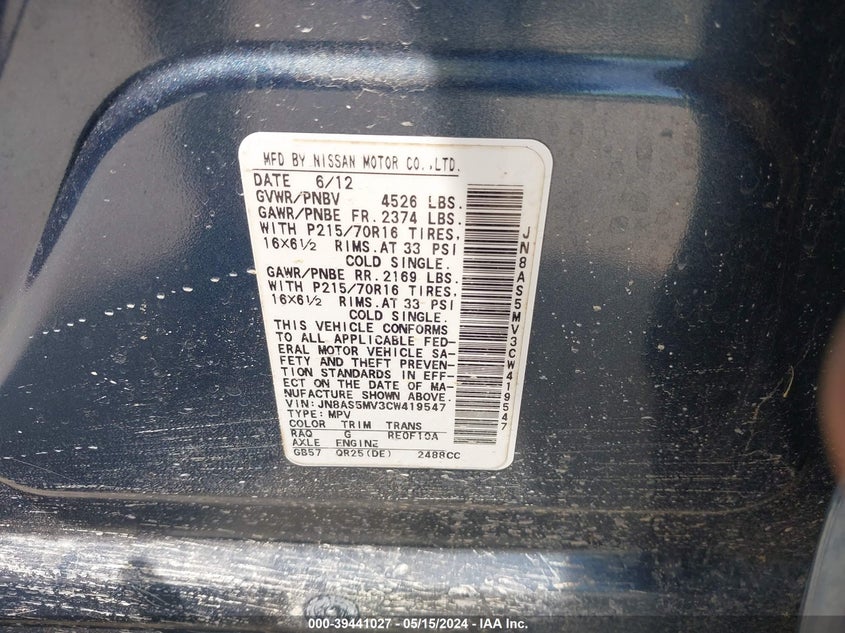 MFD BY NISSAN MOTOR CO.,LTD.
DATE 6/12
GVWR/PNBV 4526 LBS.
GAWR/PNBE FR. 2374 LBS.
WITH P215/70R16 TIRES,
16X6½ RIMS.AT 33 PSI
COLD SINGLE.
GAWR/PNBE RR. 2169 LBS.
WITH P215/70R16 TIRES,
16X6½ RIMS.AT 33 PSI
COLD SINGLE.
THIS VEHICLE CONFORMS
TO ALL APPLICABLE FED-
ERAL MOTOR VEHICLE SA-
FETY AND THEFT PREVEN-
TION STANDARDS IN EFF-
ECT ON THE DATE OF MA-
NUFACTURE SHOWN ABOVE.
VIN: JN8AS5MV3CW419547
TYPE: MPV
COLOR TRIM TRANS
RAQ G RE0F10A
AXLE ENGINE
GB57 QR25(DE) 2488CC
JN8AS5MV3CW419547
000-39441027 - 05/15/2024 - IAA Inc.